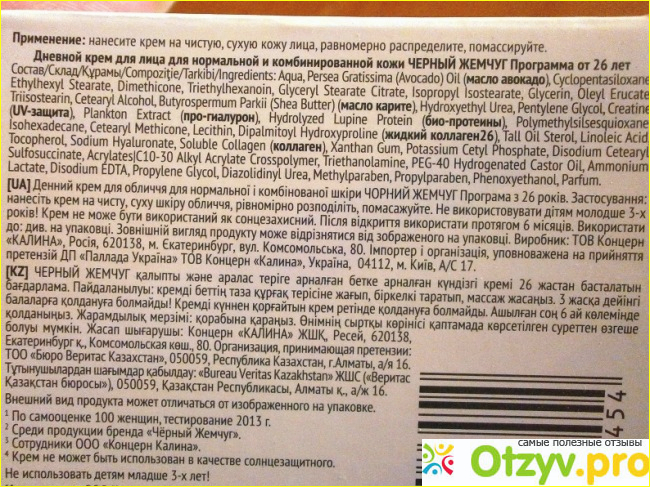 Применение: нанесите крем на чистую, сухую кожу лица, равномерно распределите, помассируйте.
Дневной крем для лица для нормальной и комбинированной кожи ЧЕРНЫЙ ЖЕМЧУГ Программа от 26 лет
Состав/Склад/Құрамы/Compoziţie/Tarkibi/Ingredients: Aqua, Persea Gratissima (Avocado) Oil (масло авокадо), Cyclopentasiloxane,
Ethylhexyl Stearate, Dimethicone, Triethylhexanoin, Glyceryl Stearate Citrate, Isopropyl Isostearate, Glycerin, Oleyl Erucate,
Triisostearin, Cetearyl Alcohol, Butyrospermum Parkii (Shea Butter) (масло карите), Hydroxyethyl Urea, Pentylene Glycol, Creatine
(UV-защита), Plankton Extract (про-гиалурон), Hydrolyzed Lupine Protein (био-протеины), Polymethylsilsesquioxane,
Isohexadecane, Cetearyl Methicone, Lecithin, Dipalmitoyl Hydroxyproline (жидкий коллаген26), Tall Oil Sterol, Linoleic Acid,
Tocopherol, Sodium Hyaluronate, Soluble Collagen (коллаген), Xanthan Gum, Potassium Cetyl Phosphate, Disodium Cetearyl
Sulfosuccinate, Acrylates|C10-30 Alkyl Acrylate Crosspolymer, Triethanolamine, PEG-40 Hydrogenated Castor Oil, Ammonium
Lactate, Disodium EDTA, Propylene Glycol, Diazolidinyl Urea, Methylparaben, Propylparaben, Phenoxyethanol, Parfum.
[UA] Денний крем для обличчя для нормальної і комбінованої шкіри ЧОРНИЙ ЖЕМЧУГ Програма з 26 років. Застосування:
нанесіть крем на чисту, суху шкіру обличчя, рівномірно розподіліть, помасажуйте. Не використовувати дітям молодше 3-х
років! Крем не може бути використаний як сонцезахисний. Після відкриття використати протягом 6 місяців. Використати
до: див. на упаковці. Зовнішній вигляд продукту може відрізнятися від зображеного на упаковці. Виробник: ТОВ Концерн
«КАЛИНА», Росія, 620138, м. Екатеринбург, вул. Комсомольська, 80. Імпортер і організація, уповноважена на прийняття
претензій ДП «Паллада Україна» ТОВ Концерн «Калина», Україна, 04112, м. Київ, А/С 17.
[KZ] ЧЕРНЫЙ ЖЕМЧУГ қалыпты және аралас теріге арналған бетке арналған күндізгі кремі 26 жастан басталатын
бағдарлама. Пайдаланылуы: кремді беттің таза құрғақ терісіне жағып, біркелкі таратып, массаж жасаңыз. 3 жасқа дейінгі
балаларға қолдануға болмайды! Кремді күннен қорғайтын крем ретінде қолдануға болмайды. Ашылған соң 6 ай көлемінде
қолданыңыз. Жарамдылық мерзімі: қорабына қараңыз. Өнімнің сыртқы көрінісі қаптамада көрсетілген суреттен өзгеше
болуы мүмкін. Жасап шығарушы: Концерн «КАЛИНА» ЖШҚ, Ресей, 620138,
Екатеринбург қ., Комсомольская көш., 80. Организация, принимающая претензии:
ТОО «Бюро Веритас Казахстан», 050059, Республика Казахстан, г.Алматы, а/я 16.
Тұтынушылардан шағымдар қабылдау: «Bureau Veritas Kazakhstan» ЖШС («Веритас
Қазақстан бюросы»), 050059, Қазақстан Республикасы, Алматы қ., а/ж 16.
Внешний вид продукта может отличаться от изображенного на упаковке.
¹ По самооценке 100 женщин, тестирование 2013 г.
² Среди продуктов бренда «Чёрный Жемчуг».
³ Сотрудники ООО «Концерн Калина».
⁴ Крем не может быть использован в качестве солнцезащитного.
Не использовать детям младше 3-х лет!
454
самые полезные отзывы
Otzyv.pro